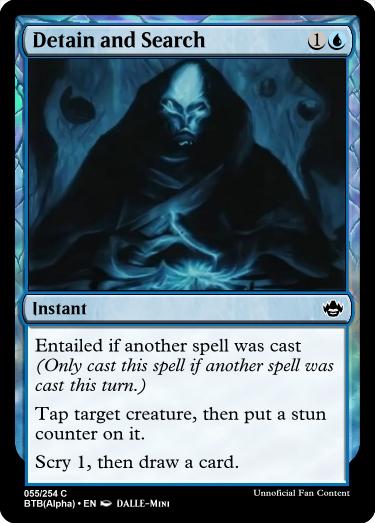 Detain and Search 1
Instant
Entailed if another spell was cast
(Only cast this spell if another spell was
cast this turn.)
Tap target creature, then put a stun
counter on it.
Scry 1, then draw a card.
055/254 C
BTB(Alpha) • EN DALLE-Mini
Unnofficial Fan Content